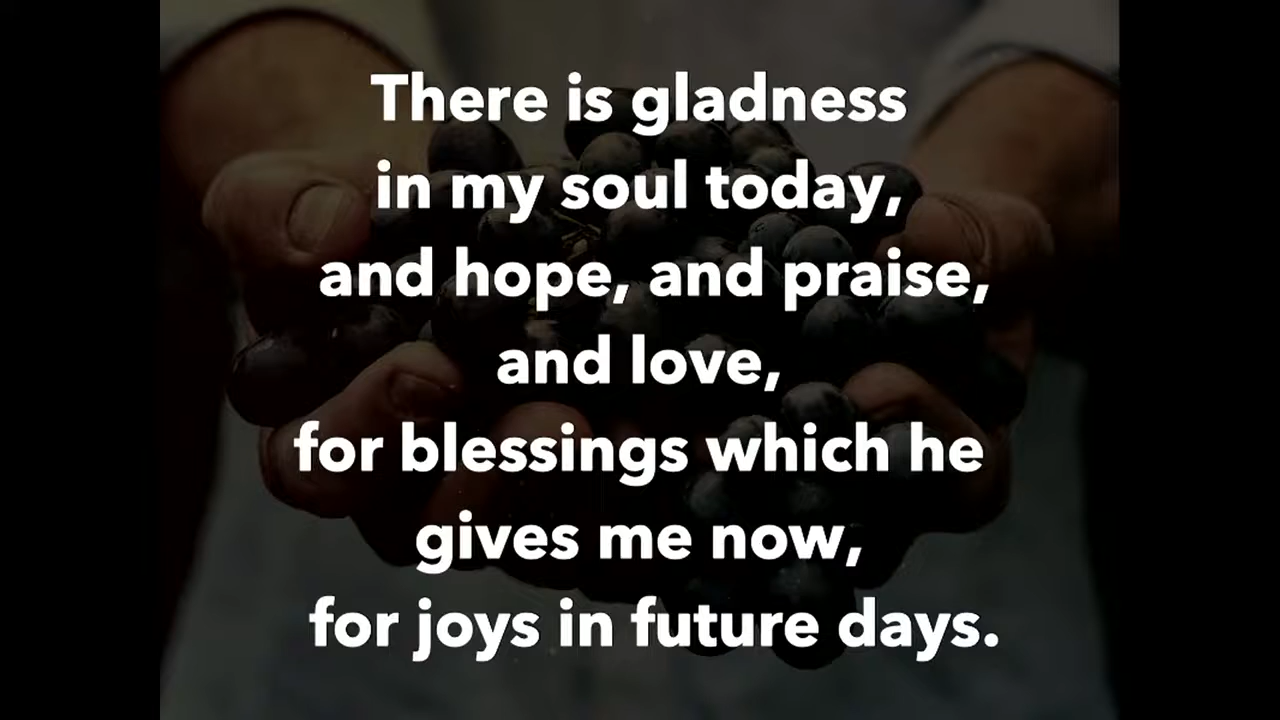 There is gladness
in my soul today,
and hope, and praise,
and love,
for blessings which he
gives me now,
for joys in future days.